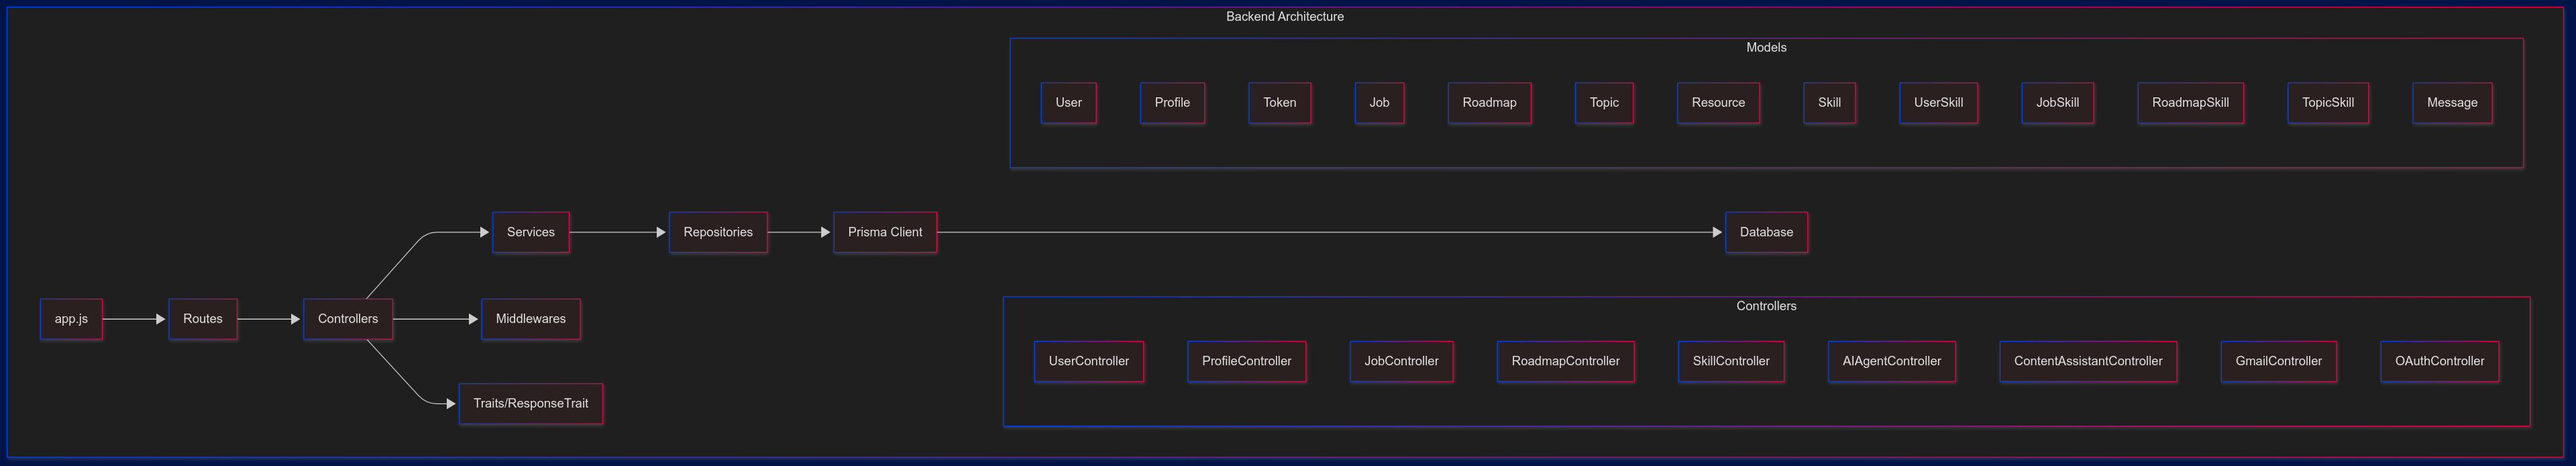 Backend Architecture
Models
User
Profile
Token
Job
Roadmap
Topic
Resource
Skill
UserSkill
JobSkill
RoadmapSkill
TopicSkill
Message
Services
Repositories
Prisma Client
Database
app.js
Routes
Controllers
Middlewares
Traits/ResponseTrait
Controllers
UserController
ProfileController
JobController
RoadmapController
SkillController
AIAgentController
ContentAssistantController
GmailController
OAuthController